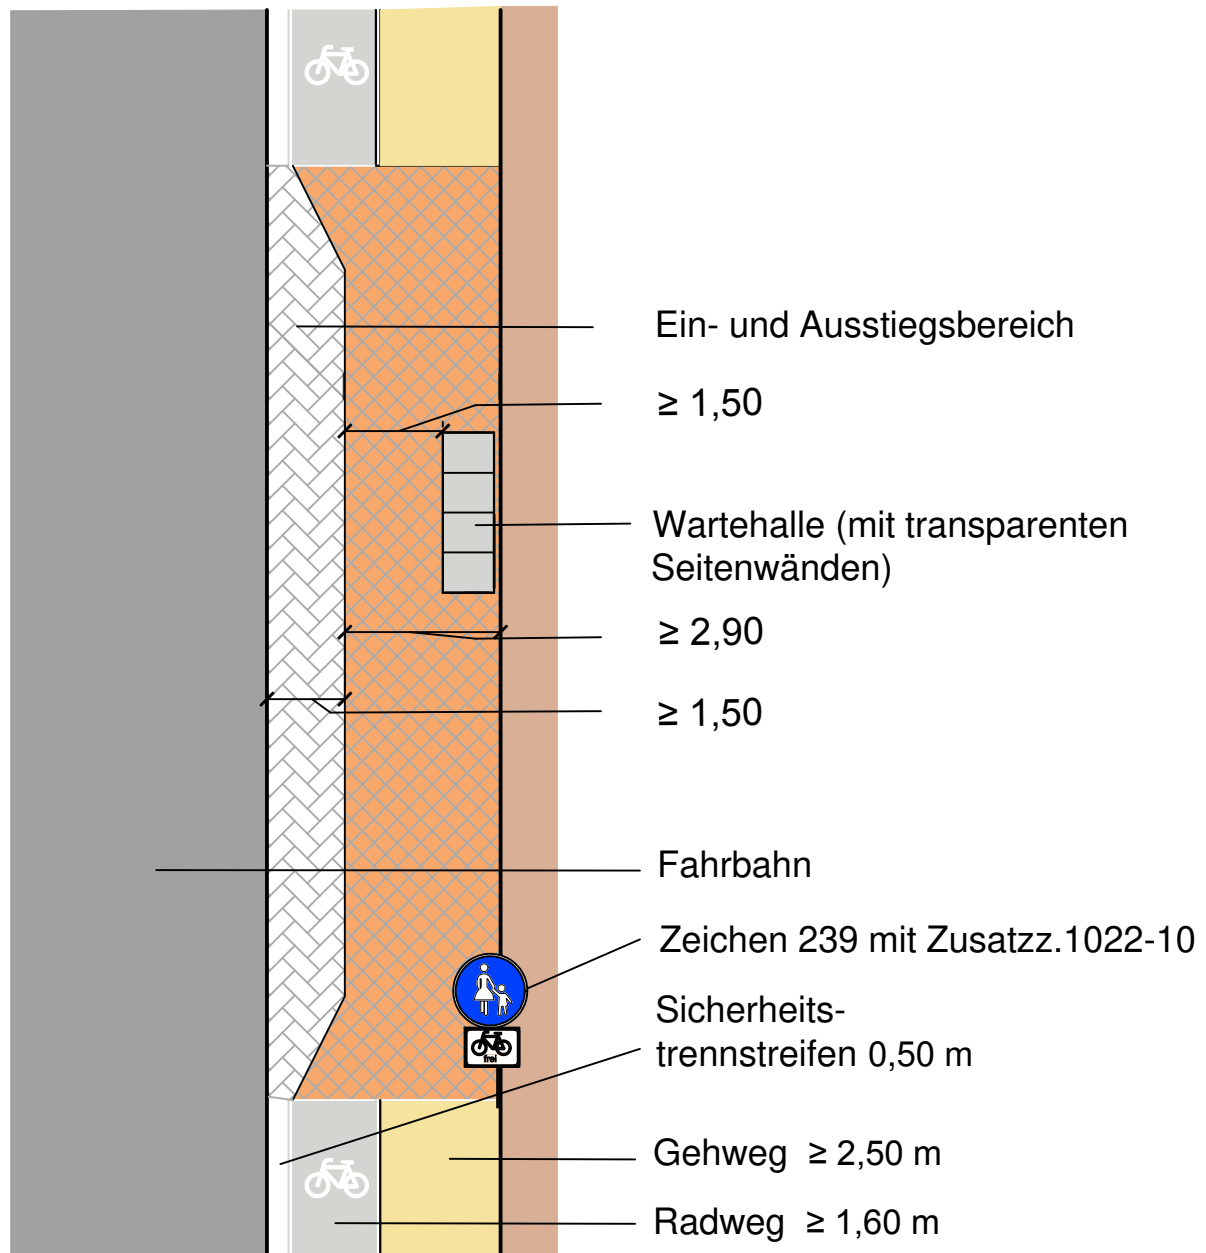 Ein- und Ausstiegsbereich
≥ 1,50
Wartehalle (mit transparenten
Seitenwänden)
≥ 2,90
≥ 1,50
Fahrbahn
Zeichen 239 mit Zusatzz.1022-10
frei
Sicherheits-
trennstreifen 0,50 m
Gehweg ≥ 2,50 m
Radweg ≥ 1,60 m